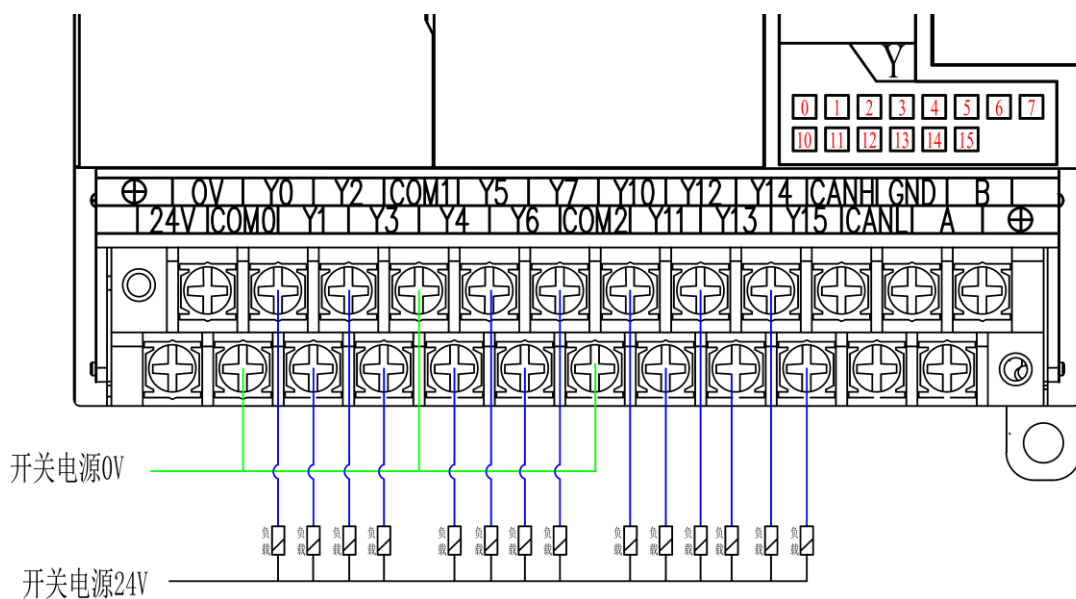 Y
0 1 2 3 4 5 6 7
10 11 12 13 14 15
0V Y0 Y2 COM1 Y5 Y7 Y10 Y12 Y14 CANH GND B
24V COM0 Y1 Y3 Y4 Y6 COM2 Y11 Y13 Y15 CANL A
开关电源0V
负载 负载 负载 负载 负载 负载 负载 负载 负载 负载 负载 负载 负载 负载
开关电源24V